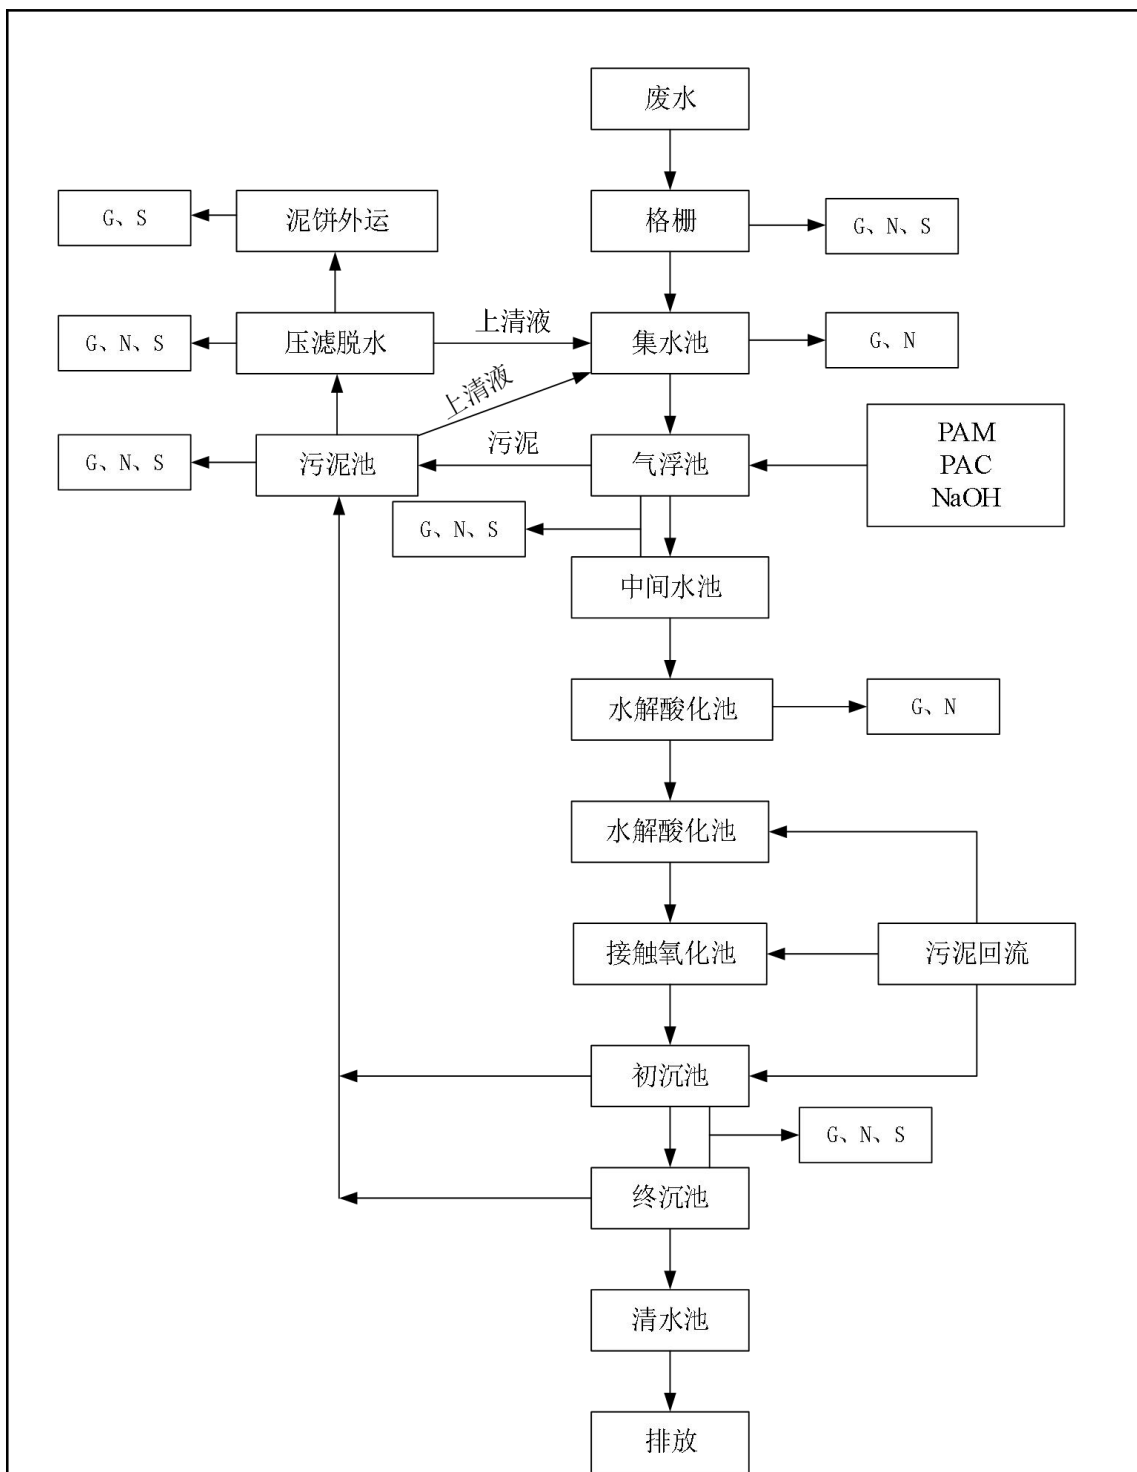 废水
G、S
泥饼外运
格栅
G、N、S
G、N、S
压滤脱水
上清液
集水池
G、N
上清液
G、N、S
污泥池
污泥
气浮池
PAM
PAC
NaOH
G、N、S
中间水池
水解酸化池
G、N
水解酸化池
接触氧化池
污泥回流
初沉池
G、N、S
终沉池
清水池
排放